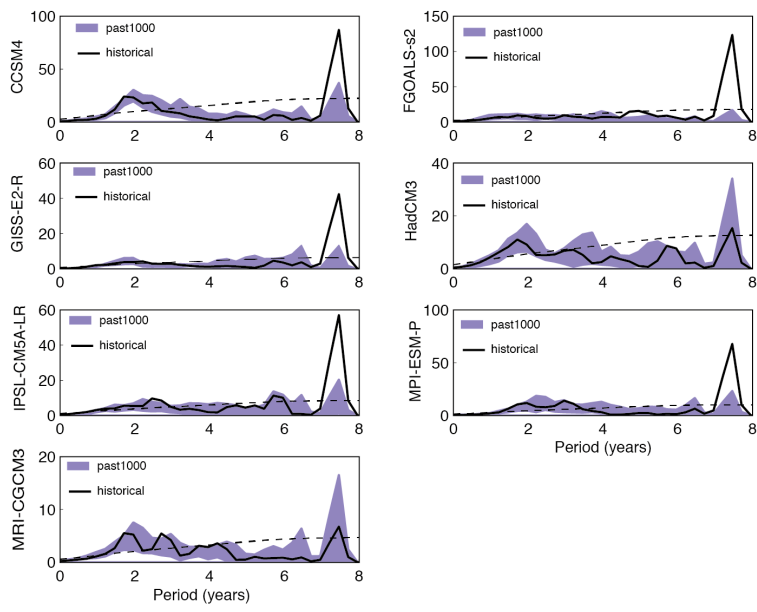 CCSM4
100
50
0
past1000
historical
0 2 4 6 8
FGOALS-s2
150
100
50
0
past1000
historical
0 2 4 6 8
GISS-E2-R
60
40
20
0
past1000
historical
0 2 4 6 8
HadCM3
40
20
0
past1000
historical
0 2 4 6 8
IPSL-CM5A-LR
60
40
20
0
past1000
historical
0 2 4 6 8
MPI-ESM-P
100
50
0
past1000
historical
0 2 4 6 8
Period (years)
MRI-CGCM3
20
10
0
past1000
historical
0 2 4 6 8
Period (years)